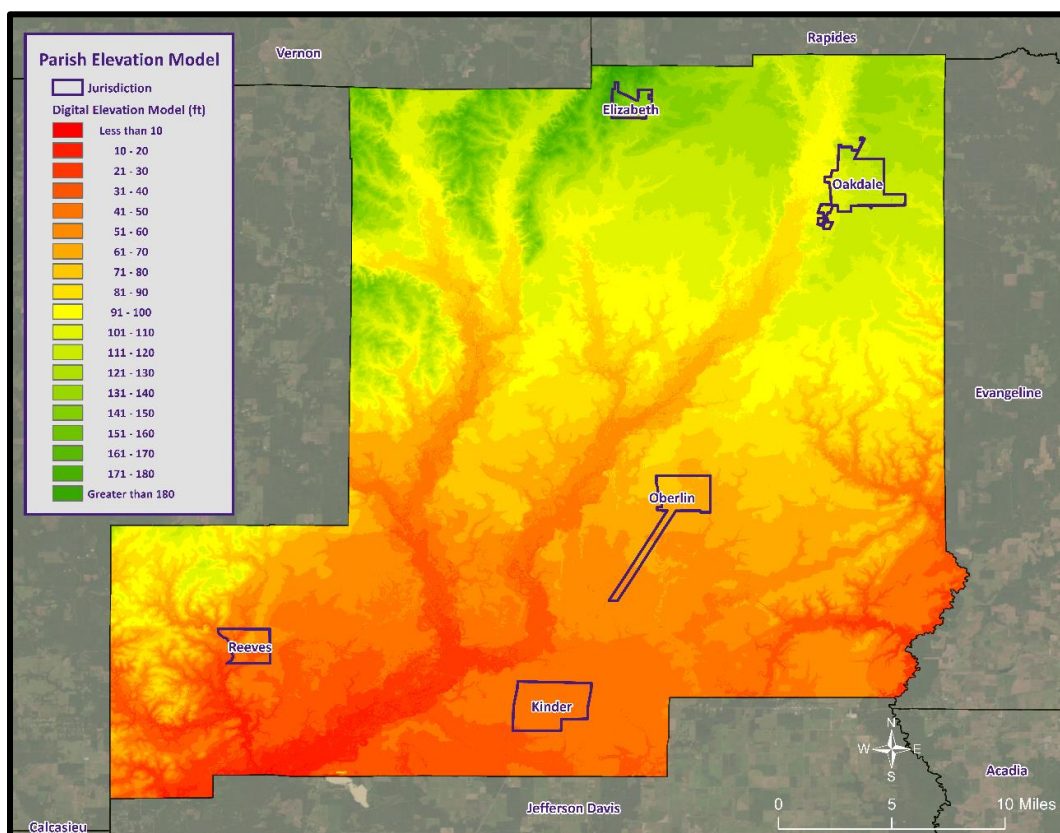 Parish Elevation Model
Jurisdiction
Digital Elevation Model (ft)
Less than 10
10 - 20
21 - 30
31 - 40
41 - 50
51 - 60
61 - 70
71 - 80
81 - 90
91 - 100
101 - 110
111 - 120
121 - 130
131 - 140
141 - 150
151 - 160
161 - 170
171 - 180
Greater than 180
Vernon
Rapides
Elizabeth
Oakdale
Evangeline
Oberlin
Reeves
Kinder
N
W E
S
Acadia
Jefferson Davis
0 5 10 Miles
Calcasieu